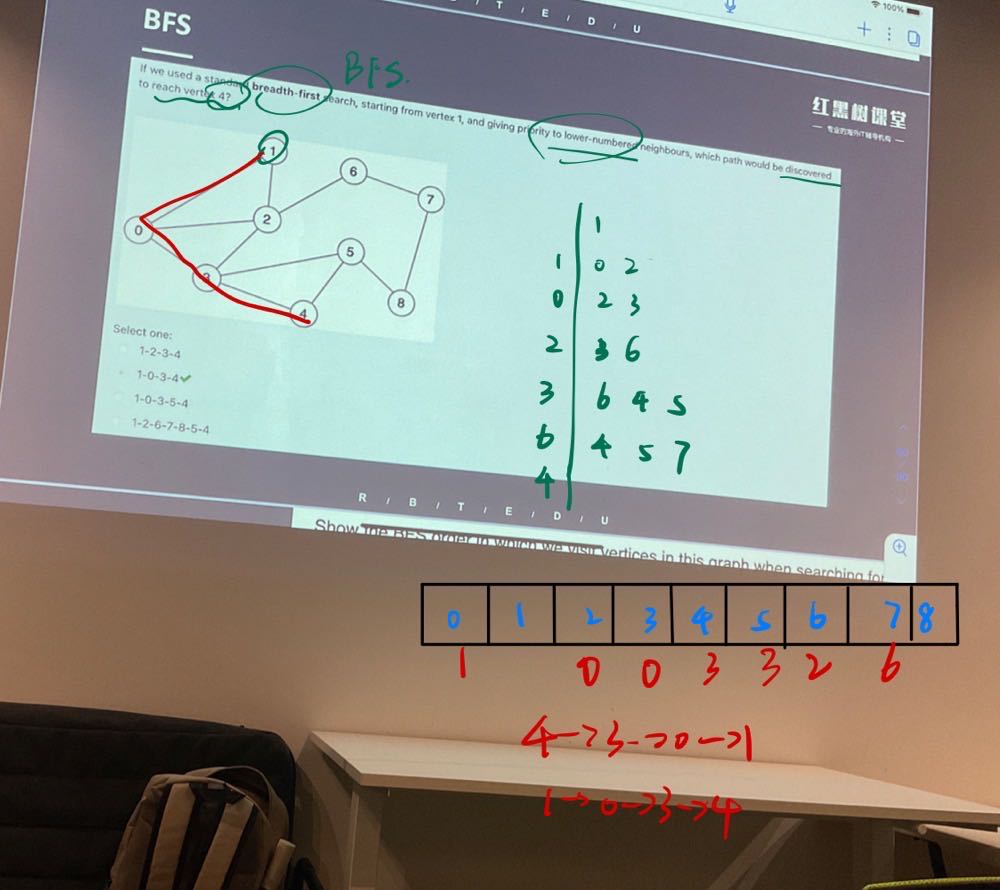 / T / E / D / U
100%
BFS
BFS.
If we used a standard breadth-first search, starting from vertex 1, and giving priority to lower-numbered neighbours, which path would be discovered
to reach vertex 4?
红黑树课堂
— 专业的海外IT辅导机构 —
1
6
7
2
0
5
3
8
4
Select one:
1-2-3-4
1-0-3-4✔
1-0-3-5-4
1-2-6-7-8-5-4
1
1 0 2
0 2 3
2 3 6
3 6 4 5
6 4 5 7
4
R / B / T / E / D / U
Show the BFS order in which we visit vertices in this graph when searching for
0 1 2 3 4 5 6 7 8
1 0 0 3 3 2 6
4->3->0->1
1->0->3->4